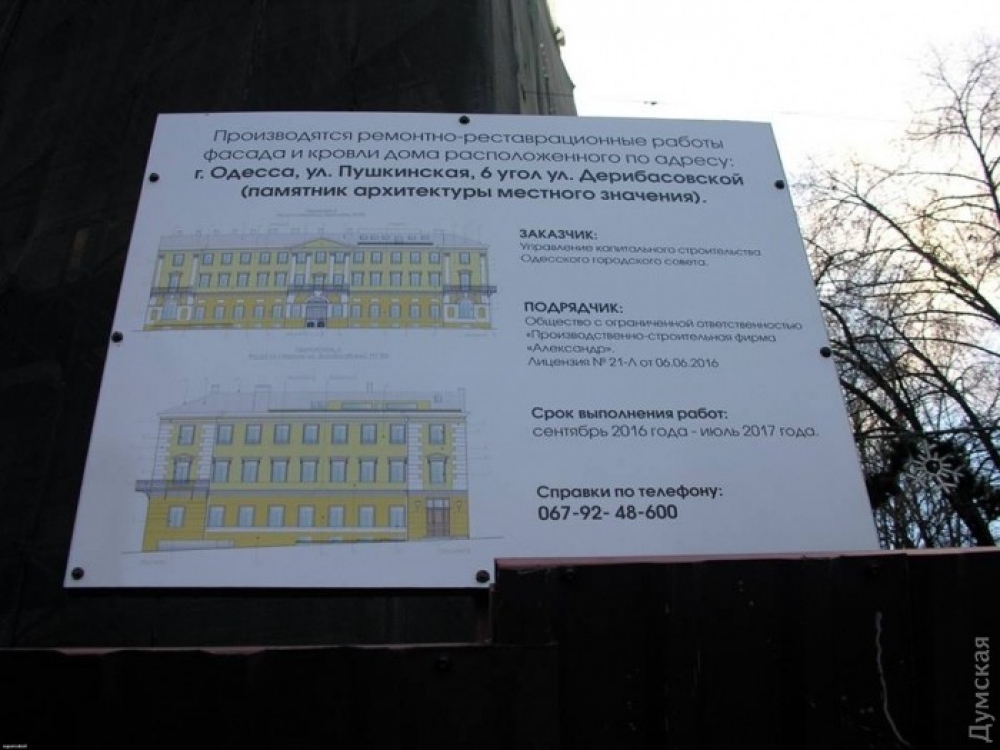 Производятся ремонтно-реставрационные работы
фасада и кровли дома расположенного по адресу:
г. Одесса, ул. Пушкинская, 6 угол ул. Дерибасовской
(памятник архитектуры местного значения).
ЗАКАЗЧИК:
Управление капитального строительства
Одесского городского совета.
ПОДРЯДЧИК:
Общество с ограниченной ответственностью
«Производственно-строительная фирма
«Александр».
Лицензия № 21-Л от 06.06.2016
Срок выполнения работ:
сентябрь 2016 года - июль 2017 года.
Справки по телефону:
067-92- 48-600
Думская